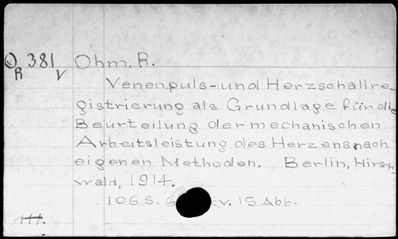 O 381 Ohm, R.
R V
Venenpuls- und Herzschallre-
gistrierung als Grundlage für die
Beurteilung der mechanischen
Arbeitsleistung des Herzens nach
eigenen Methoden. Berlin, Hirsch-
wald, 1914.
106 S. v. 15 Abb.